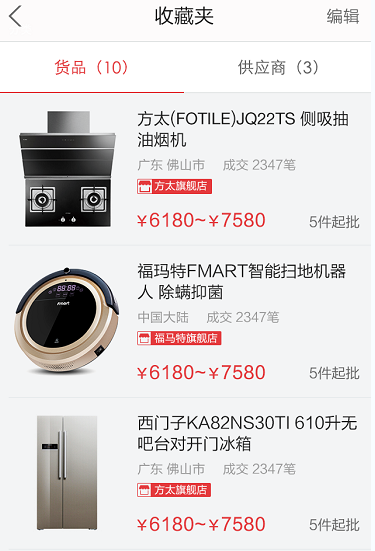 收藏夹
编辑
货品（10）
供应商（3）
方太(FOTILE)JQ22TS 侧吸抽
油烟机
广东 佛山市 成交 2347笔
方太旗舰店
¥6180~¥7580
5件起批
福玛特FMART智能扫地机器
人 除螨抑菌
中国大陆 成交 2347笔
福马特旗舰店
¥6180~¥7580
5件起批
西门子KA82NS30TI 610升无
吧台对开门冰箱
广东 佛山市 成交 2347笔
方太旗舰店
¥6180~¥7580
5件起批